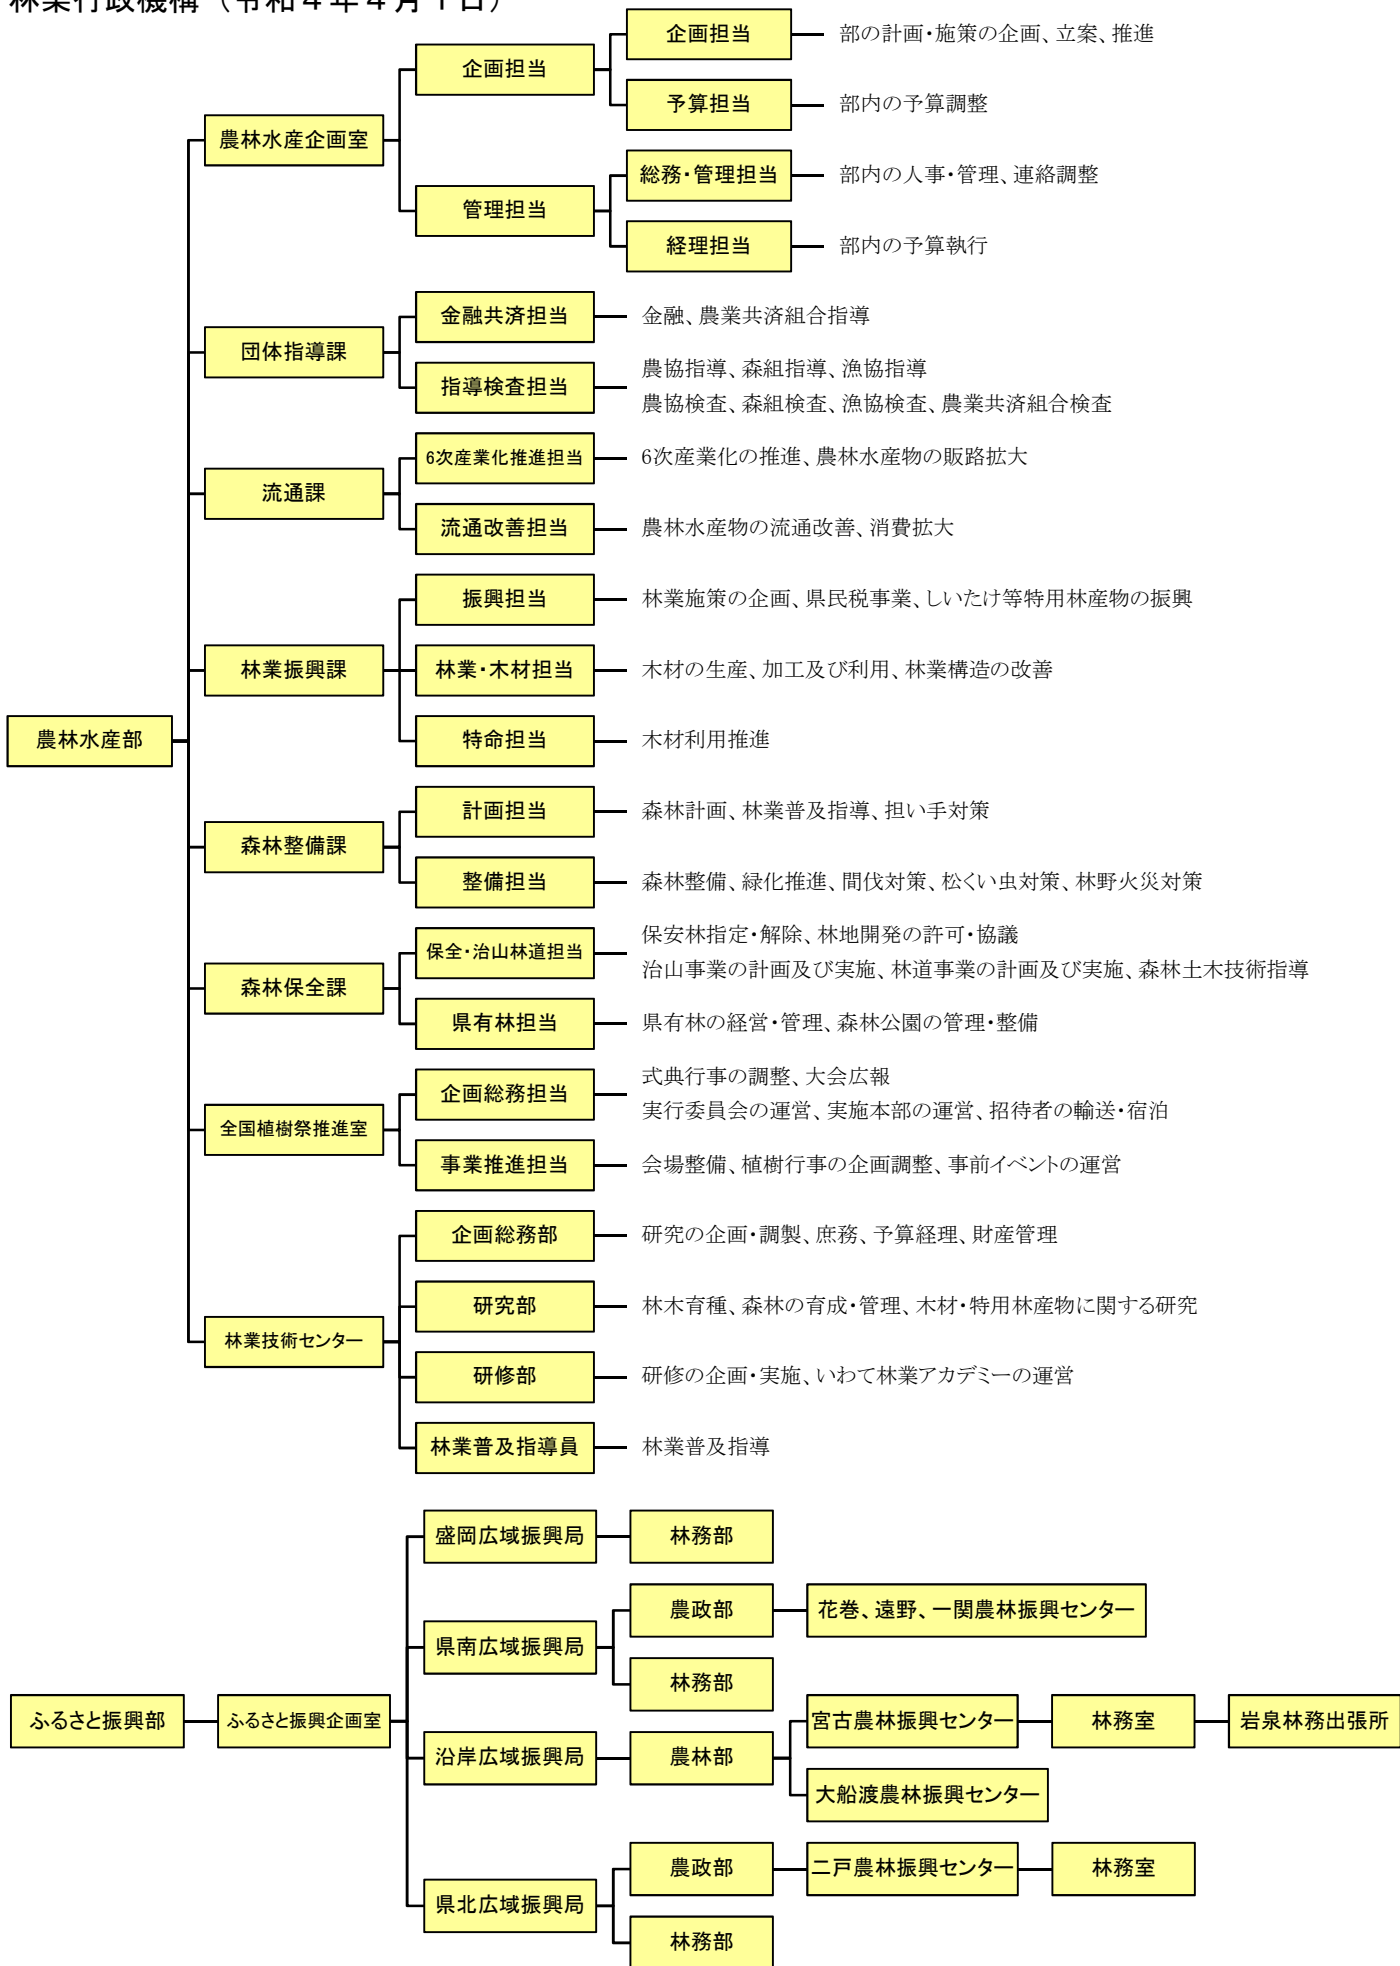 林業行政機構（令和４年４月１日）
農林水産部
農林水産企画室
企画担当
企画担当
部の計画・施策の企画、立案、推進
予算担当
部内の予算調整
管理担当
総務・管理担当
部内の人事・管理、連絡調整
経理担当
部内の予算執行
団体指導課
金融共済担当
金融、農業共済組合指導
指導検査担当
農協指導、森組指導、漁協指導
農協検査、森組検査、漁協検査、農業共済組合検査
流通課
6次産業化推進担当
6次産業化の推進、農林水産物の販路拡大
流通改善担当
農林水産物の流通改善、消費拡大
林業振興課
振興担当
林業施策の企画、県民税事業、しいたけ等特用林産物の振興
林業・木材担当
木材の生産、加工及び利用、林業構造の改善
特命担当
木材利用推進
森林整備課
計画担当
森林計画、林業普及指導、担い手対策
整備担当
森林整備、緑化推進、間伐対策、松くい虫対策、林野火災対策
森林保全課
保全・治山林道担当
保安林指定・解除、林地開発の許可・協議
治山事業の計画及び実施、林道事業の計画及び実施、森林土木技術指導
県有林担当
県有林の経営・管理、森林公園の管理・整備
全国植樹祭推進室
企画総務担当
式典行事の調整、大会広報
実行委員会の運営、実施本部の運営、招待者の輸送・宿泊
事業推進担当
会場整備、植樹行事の企画調整、事前イベントの運営
林業技術センター
企画総務部
研究の企画・調製、庶務、予算経理、財産管理
研究部
林木育種、森林の育成・管理、木材・特用林産物に関する研究
研修部
研修の企画・実施、いわて林業アカデミーの運営
林業普及指導員
林業普及指導
ふるさと振興部
ふるさと振興企画室
盛岡広域振興局
林務部
県南広域振興局
農政部
花巻、遠野、一関農林振興センター
林務部
沿岸広域振興局
農林部
宮古農林振興センター
林務室
岩泉林務出張所
大船渡農林振興センター
県北広域振興局
農政部
二戸農林振興センター
林務室
林務部